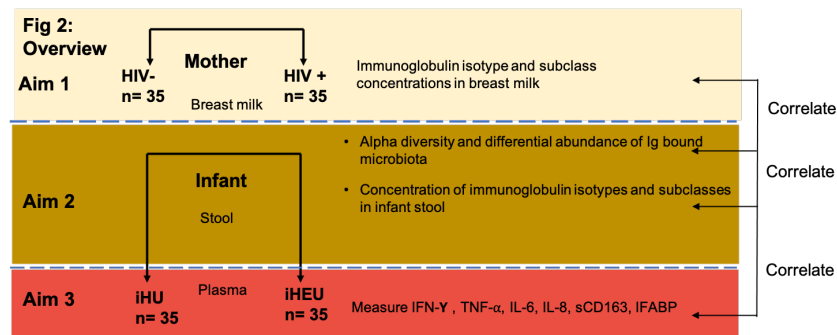 Fig 2:
Overview
Aim 1
Mother
HIV-
n= 35
HIV +
n= 35
Breast milk
Immunoglobulin isotype and subclass
concentrations in breast milk
Correlate
Aim 2
Infant
Stool
• Alpha diversity and differential abundance of Ig bound
microbiota
• Concentration of immunoglobulin isotypes and subclasses
in infant stool
Correlate
Aim 3
iHU
n= 35
Plasma
iHEU
n= 35
Measure IFN-Y , TNF-α, IL-6, IL-8, sCD163, IFABP
Correlate